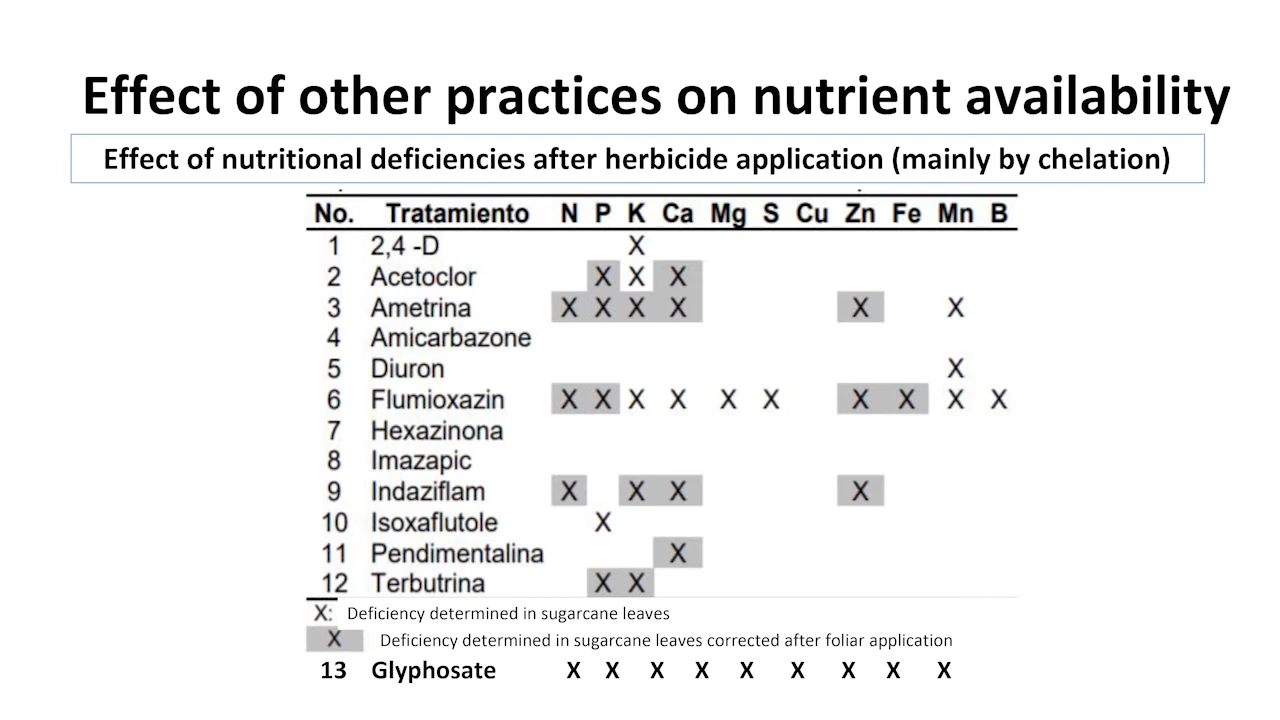 Effect of other practices on nutrient availability
Effect of nutritional deficiencies after herbicide application (mainly by chelation)
No. Tratamiento N P K Ca Mg S Cu Zn Fe Mn B
1 2,4 -D X
2 Acetoclor X X X
3 Ametrina X X X X X X
4 Amicarbazone
5 Diuron X
6 Flumioxazin X X X X X X X X X X
7 Hexazinona
8 Imazapic
9 Indaziflam X X X X
10 Isoxaflutole X
11 Pendimentalina X
12 Terbutrina X X
X: Deficiency determined in sugarcane leaves
X Deficiency determined in sugarcane leaves corrected after foliar application
13 Glyphosate X X X X X X X X X